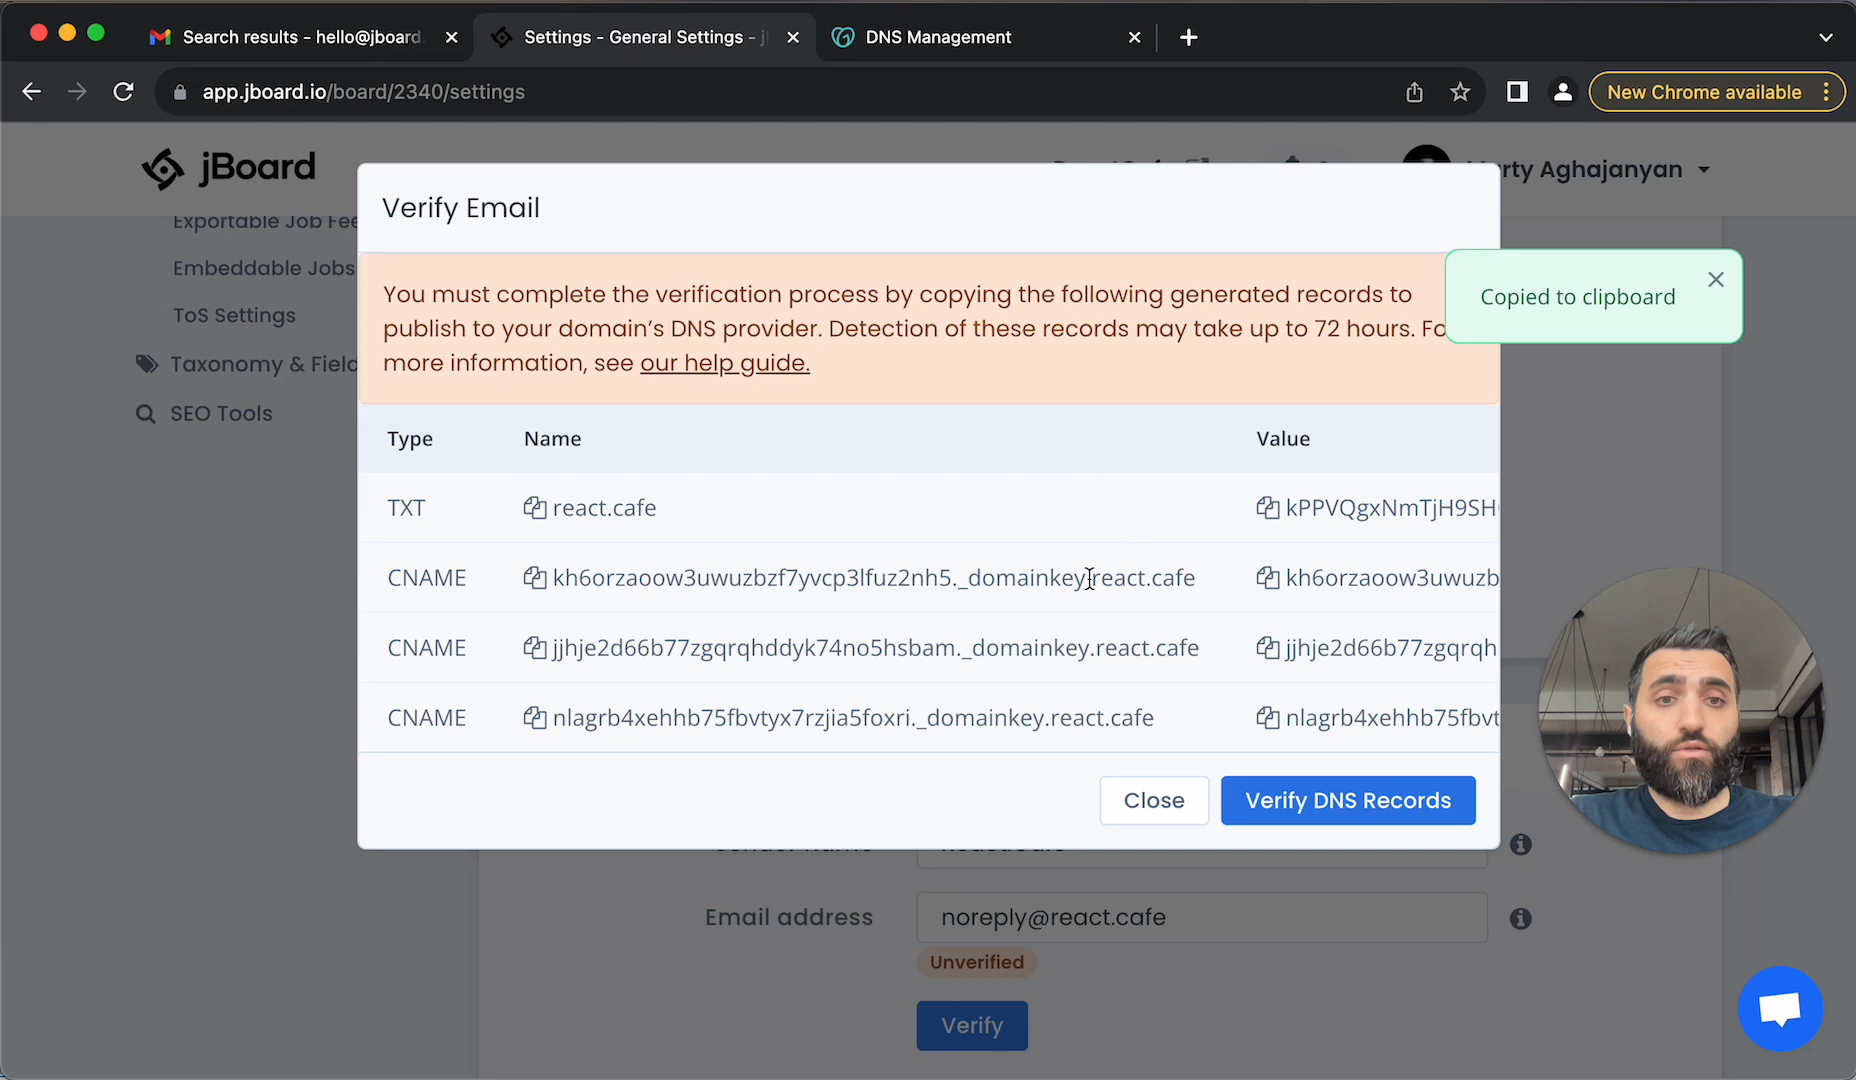 Search results - hello@jboard.
Settings - General Settings - j
DNS Management
app.jboard.io/board/2340/settings
New Chrome available
jBoard
rty Aghajanyan
Exportable Job Fee
Embeddable Jobs
ToS Settings
Taxonomy & Field
SEO Tools
Verify Email
You must complete the verification process by copying the following generated records to
publish to your domain's DNS provider. Detection of these records may take up to 72 hours. Fo
more information, see our help guide.
Copied to clipboard
Type Name Value
TXT react.cafe kPPVQgxNmTjH9SH
CNAME kh6orzaoow3uwuzbzf7yvcp3lfuz2nh5._domainkey.react.cafe kh6orzaoow3uwuzb
CNAME jjhje2d66b77zgqrqhddyk74no5hsbam._domainkey.react.cafe jjhje2d66b77zgqrqh
CNAME nlagrb4xehhb75fbvtyx7rzjia5foxri._domainkey.react.cafe nlagrb4xehhb75fbvt
Close Verify DNS Records
Email address noreply@react.cafe
Unverified
Verify